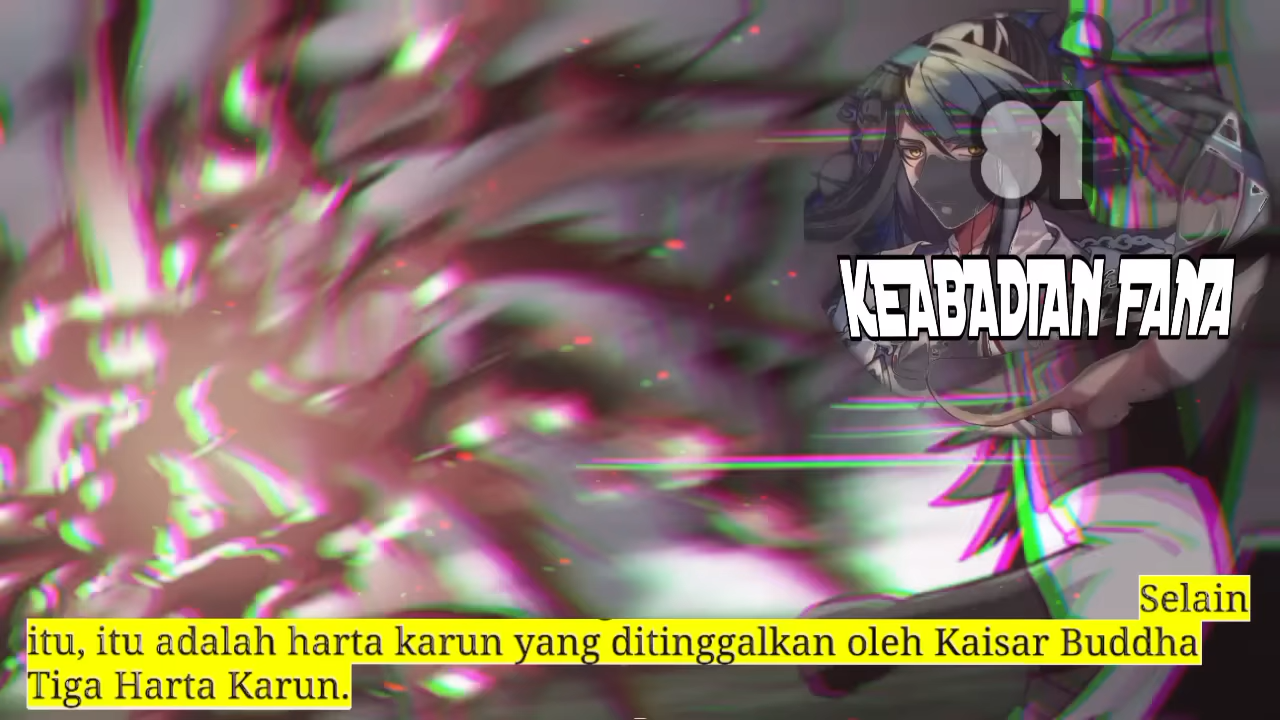 81
KEABADIAN FANA
Selain
itu, itu adalah harta karun yang ditinggalkan oleh Kaisar Buddha
Tiga Harta Karun.